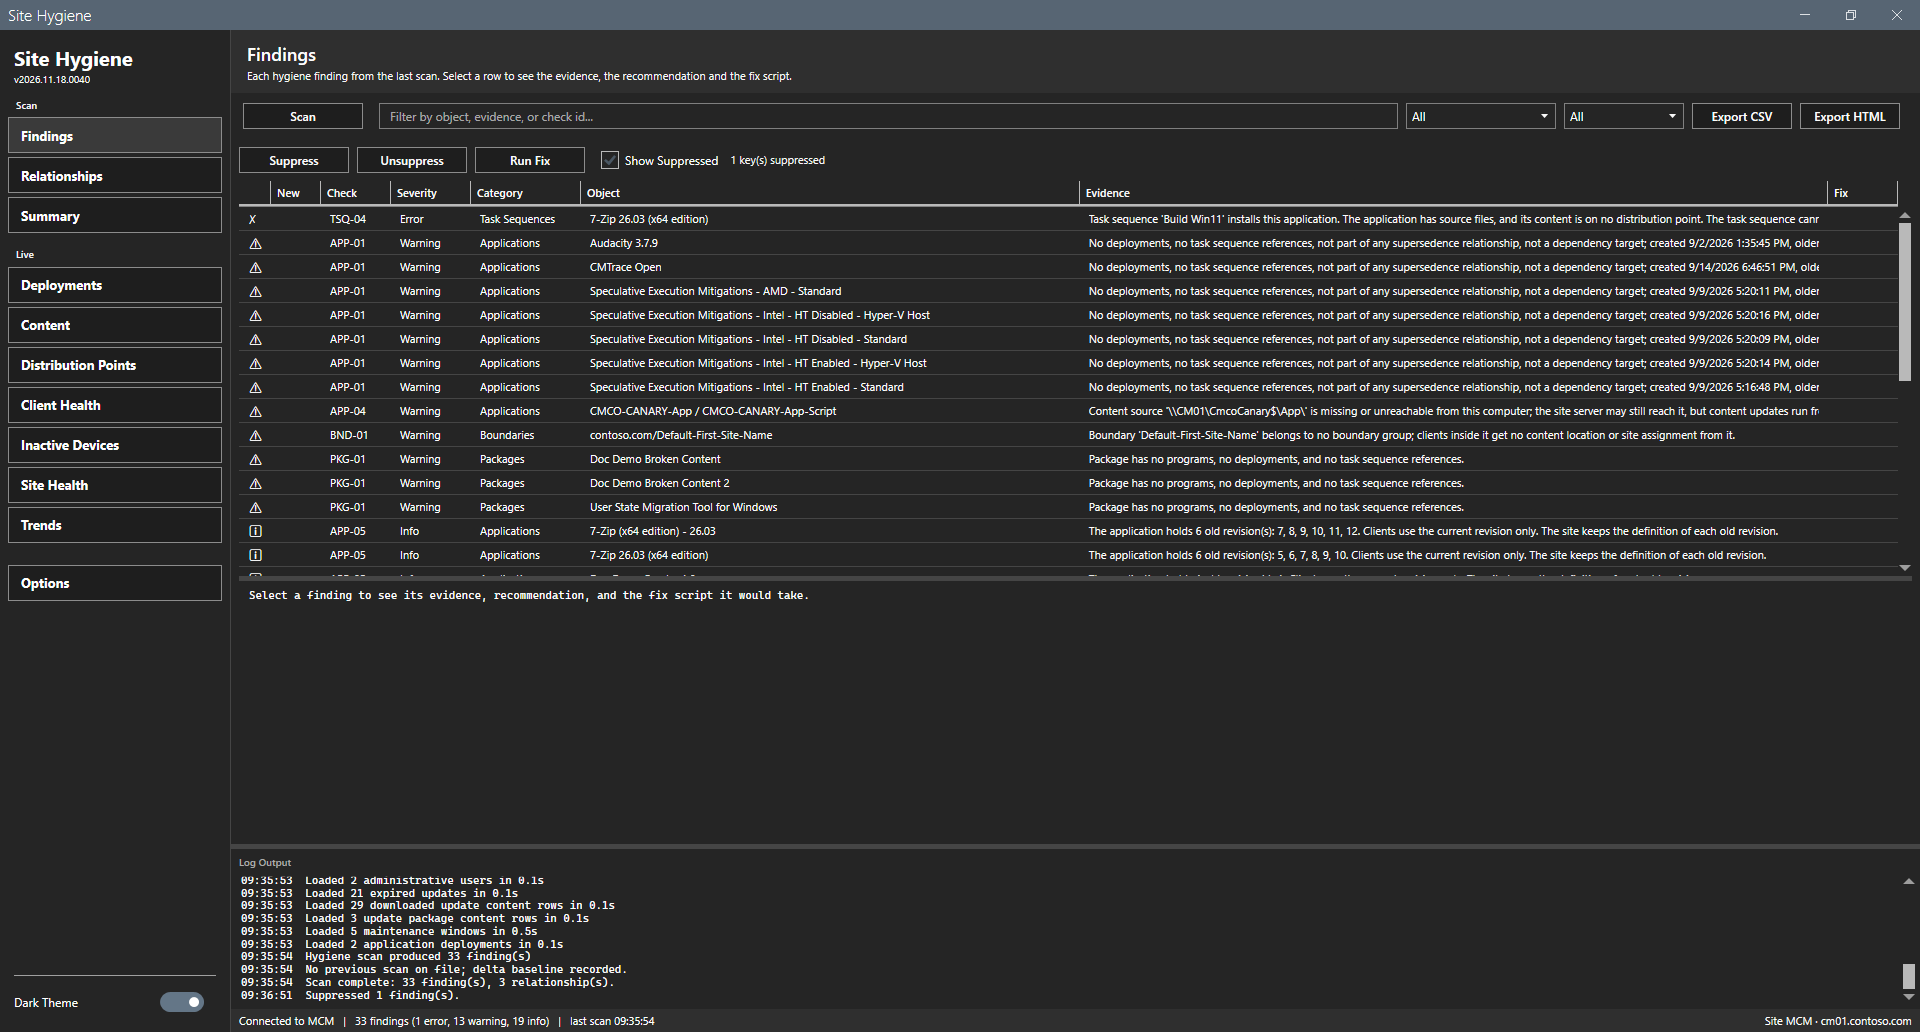 Site Hygiene
Site Hygiene
v2026.11.18.0040
Scan
Findings
Relationships
Summary
Live
Deployments
Content
Distribution Points
Client Health
Inactive Devices
Site Health
Trends
Options
Dark Theme
Findings
Each hygiene finding from the last scan. Select a row to see the evidence, the recommendation and the fix script.
Scan Filter by object, evidence, or check id... All All Export CSV Export HTML
Suppress Unsuppress Run Fix Show Suppressed 1 key(s) suppressed
New Check Severity Category Object Evidence Fix
X TSQ-04 Error Task Sequences 7-Zip 26.03 (x64 edition) Task sequence 'Build Win11' installs this application. The application has source files, and its content is on no distribution point. The task sequence canr
APP-01 Warning Applications Audacity 3.7.9 No deployments, no task sequence references, not part of any supersedence relationship, not a dependency target; created 9/2/2026 1:35:45 PM, older
APP-01 Warning Applications CMTrace Open No deployments, no task sequence references, not part of any supersedence relationship, not a dependency target; created 9/14/2026 6:46:51 PM, olde
APP-01 Warning Applications Speculative Execution Mitigations - AMD - Standard No deployments, no task sequence references, not part of any supersedence relationship, not a dependency target; created 9/9/2026 5:20:11 PM, older
APP-01 Warning Applications Speculative Execution Mitigations - Intel - HT Disabled - Hyper-V Host No deployments, no task sequence references, not part of any supersedence relationship, not a dependency target; created 9/9/2026 5:20:16 PM, older
APP-01 Warning Applications Speculative Execution Mitigations - Intel - HT Disabled - Standard No deployments, no task sequence references, not part of any supersedence relationship, not a dependency target; created 9/9/2026 5:20:09 PM, older
APP-01 Warning Applications Speculative Execution Mitigations - Intel - HT Enabled - Hyper-V Host No deployments, no task sequence references, not part of any supersedence relationship, not a dependency target; created 9/9/2026 5:20:14 PM, older
APP-01 Warning Applications Speculative Execution Mitigations - Intel - HT Enabled - Standard No deployments, no task sequence references, not part of any supersedence relationship, not a dependency target; created 9/9/2026 5:16:48 PM, older
APP-04 Warning Applications CMCO-CANARY-App / CMCO-CANARY-App-Script Content source '\\CM01\CmcoCanary$\App\' is missing or unreachable from this computer; the site server may still reach it, but content updates run fr
BND-01 Warning Boundaries contoso.com/Default-First-Site-Name Boundary 'Default-First-Site-Name' belongs to no boundary group; clients inside it get no content location or site assignment from it.
PKG-01 Warning Packages Doc Demo Broken Content Package has no programs, no deployments, and no task sequence references.
PKG-01 Warning Packages Doc Demo Broken Content 2 Package has no programs, no deployments, and no task sequence references.
PKG-01 Warning Packages User State Migration Tool for Windows Package has no programs, no deployments, and no task sequence references.
APP-05 Info Applications 7-Zip (x64 edition) - 26.03 The application holds 6 old revision(s): 7, 8, 9, 10, 11, 12. Clients use the current revision only. The site keeps the definition of each old revision.
APP-05 Info Applications 7-Zip 26.03 (x64 edition) The application holds 6 old revision(s): 5, 6, 7, 8, 9, 10. Clients use the current revision only. The site keeps the definition of each old revision.
Select a finding to see its evidence, recommendation, and the fix script it would take.
Log Output
09:35:53 Loaded 2 administrative users in 0.1s
09:35:53 Loaded 21 expired updates in 0.1s
09:35:53 Loaded 29 downloaded update content rows in 0.1s
09:35:53 Loaded 3 update package content rows in 0.1s
09:35:53 Loaded 5 maintenance windows in 0.5s
09:35:53 Loaded 2 application deployments in 0.1s
09:35:54 Hygiene scan produced 33 finding(s)
09:35:54 No previous scan on file; delta baseline recorded.
09:35:54 Scan complete: 33 finding(s), 3 relationship(s).
09:36:51 Suppressed 1 finding(s).
Connected to MCM | 33 findings (1 error, 13 warning, 19 info) | last scan 09:35:54
Site MCM · cm01.contoso.com